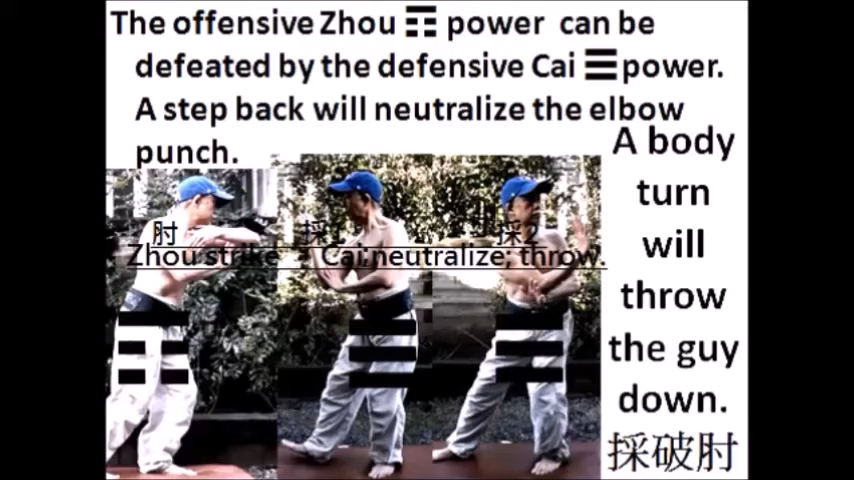 The offensive Zhou ☶ power can be
defeated by the defensive Cai ☰ power.
A step back will neutralize the elbow
punch.
A body
turn
will
throw
the guy
down.
採破肘
肘 採1 採2
Zhou strike Cai;neutralize; throw.